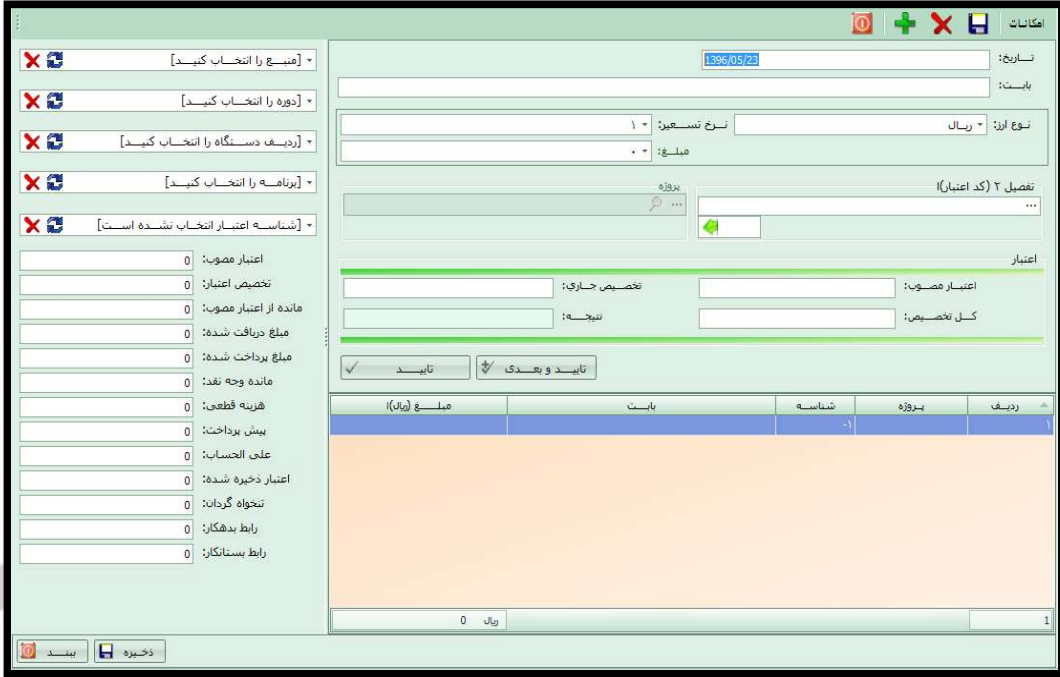 امکانات
تاریخ: 1396/05/23
بابت:
نوع ارز: ریال نرخ تسعیر: ۱
مبلغ: ۰
تفصیل ۲ (کد اعتبار)ا
...
پروژه
...
اعتبار
اعتبار مصوب: تخصیص جاری:
کل تخصیص: نتیجه:
تایید و بعدی تایید
ردیف پروژه شناسه بابت مبلغ (ریال)ا
۱ -۱
1 ریال 0
[منبع را انتخاب کنید]
[دوره را انتخاب کنید]
[ردیف دستگاه را انتخاب کنید]
[برنامه را انتخاب کنید]
[شناسه اعتبار انتخاب نشده است]
اعتبار مصوب: 0
تخصیص اعتبار: 0
مانده از اعتبار مصوب: 0
مبلغ دریافت شده: 0
مبلغ پرداخت شده: 0
مانده وجه نقد: 0
هزینه قطعی: 0
پیش پرداخت: 0
علی الحساب: 0
اعتبار ذخیره شده: 0
تنخواه گردان: 0
رابط بدهکار: 0
رابط بستانکار: 0
ذخیره ببند